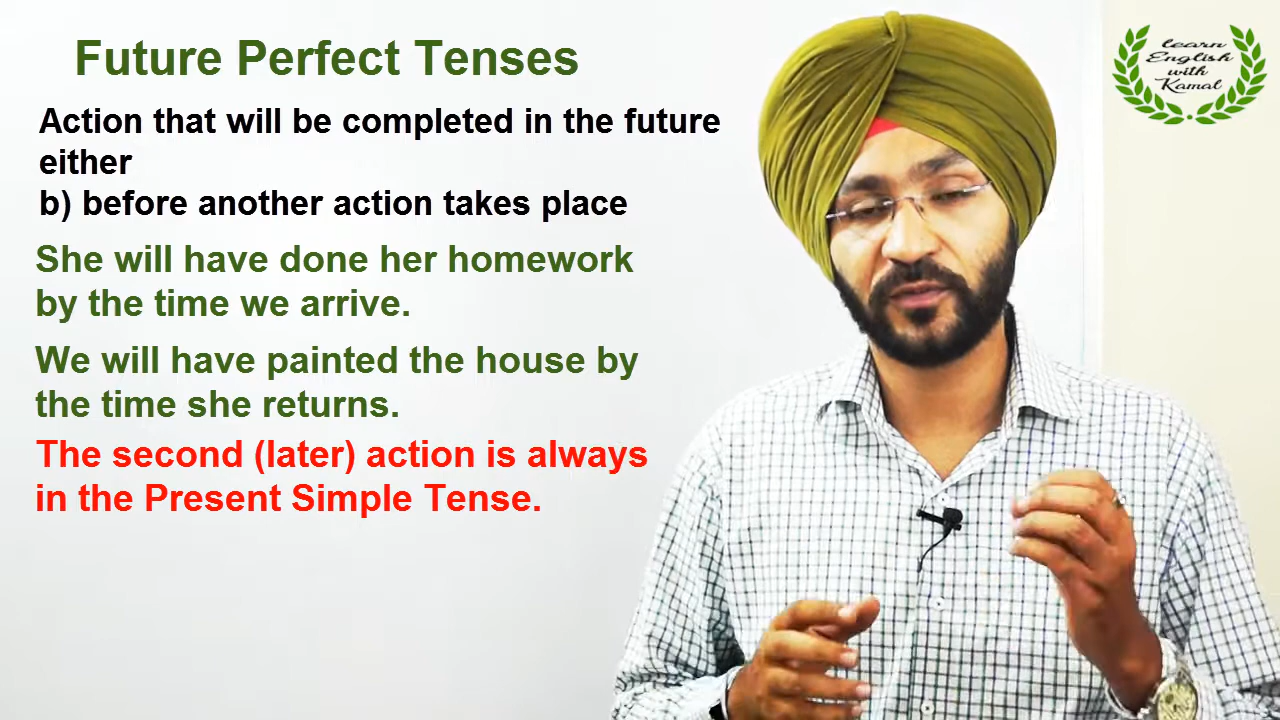 Future Perfect Tenses
Action that will be completed in the future
either
b) before another action takes place
She will have done her homework
by the time we arrive.
We will have painted the house by
the time she returns.
The second (later) action is always
in the Present Simple Tense.
learn
English
with
Kamal